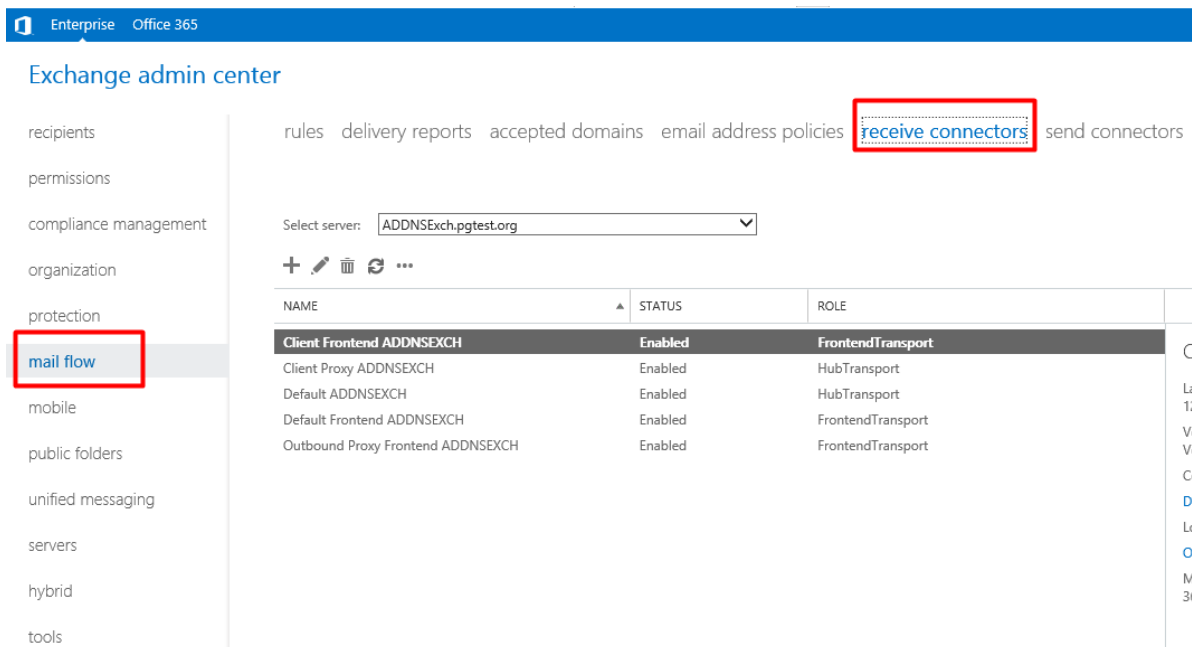 Enterprise Office 365
Exchange admin center
recipients
permissions
compliance management
organization
protection
mail flow
mobile
public folders
unified messaging
servers
hybrid
tools
rules delivery reports accepted domains email address policies receive connectors send connectors
Select server: ADDNSExch.pgtest.org
NAME STATUS ROLE
Client Frontend ADDNSEXCH Enabled FrontendTransport
Client Proxy ADDNSEXCH Enabled HubTransport
Default ADDNSEXCH Enabled HubTransport
Default Frontend ADDNSEXCH Enabled FrontendTransport
Outbound Proxy Frontend ADDNSEXCH Enabled FrontendTransport